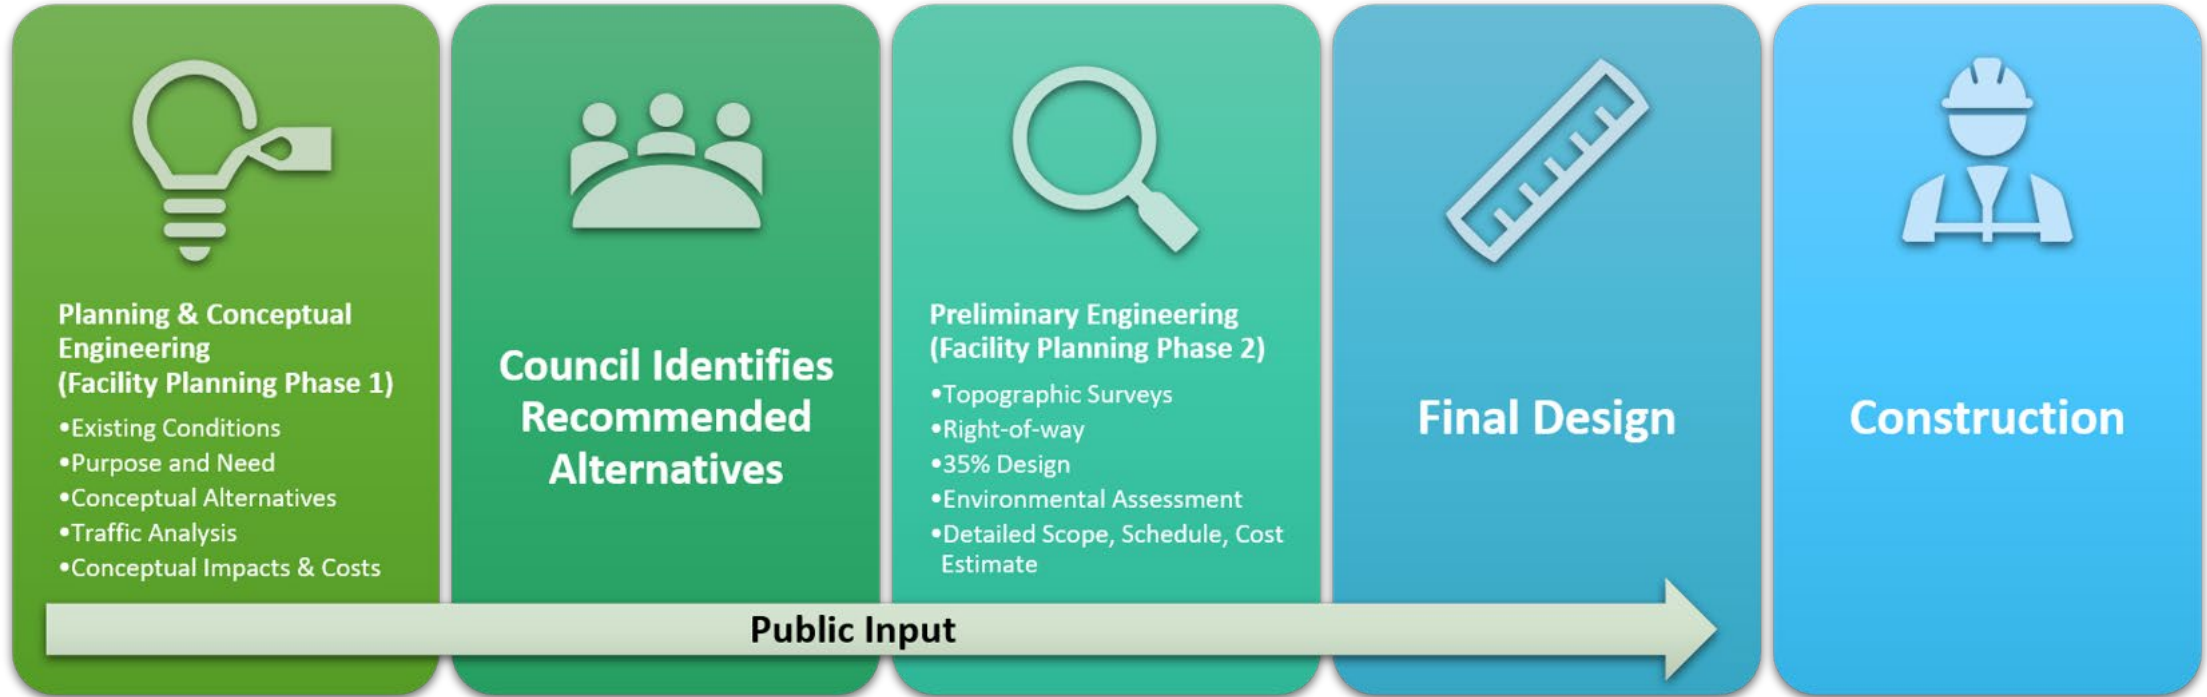 Planning & Conceptual
Engineering
(Facility Planning Phase 1)
•Existing Conditions
•Purpose and Need
•Conceptual Alternatives
•Traffic Analysis
•Conceptual Impacts & Costs
Council Identifies
Recommended
Alternatives
Preliminary Engineering
(Facility Planning Phase 2)
•Topographic Surveys
•Right-of-way
•35% Design
•Environmental Assessment
•Detailed Scope, Schedule, Cost
Estimate
Final Design
Construction
Public Input